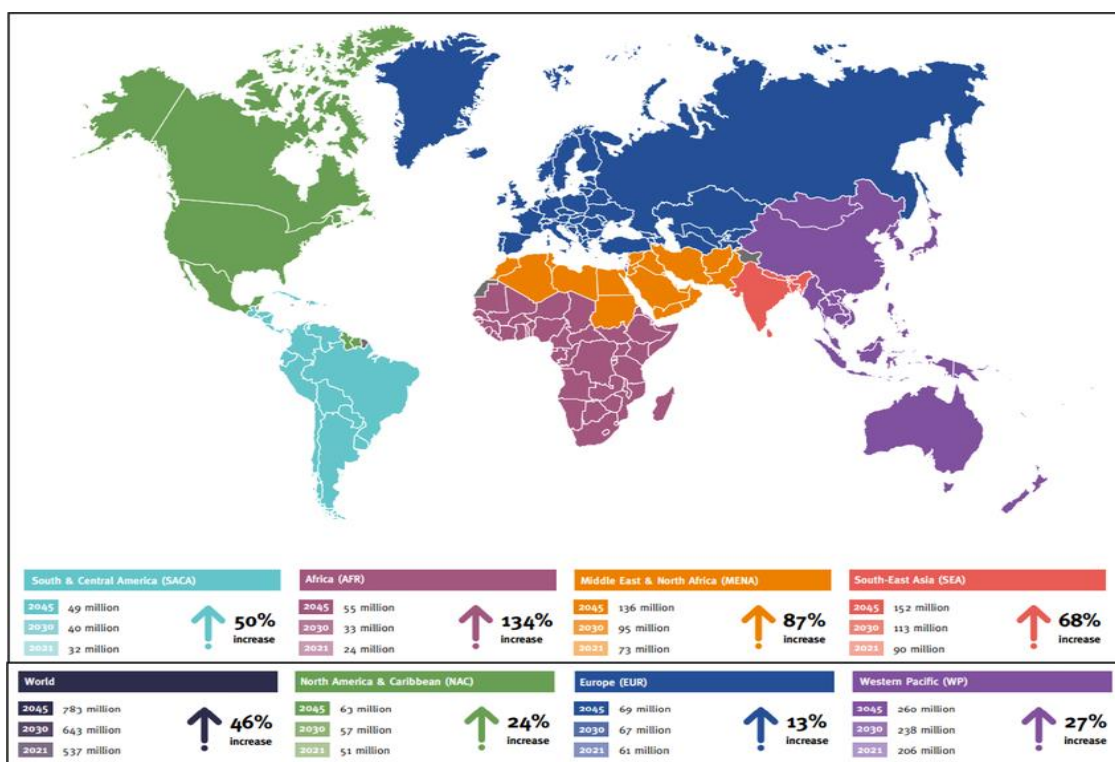 South & Central America (SACA)
2045 49 million
2030 40 million
2021 32 million
50%
increase
Africa (AFR)
2045 55 million
2030 33 million
2021 24 million
134%
increase
Middle East & North Africa (MENA)
2045 136 million
2030 95 million
2021 73 million
87%
increase
South-East Asia (SEA)
2045 152 million
2030 113 million
2021 90 million
68%
increase
World
2045 783 million
2030 643 million
2021 537 million
46%
increase
North America & Caribbean (NAC)
2045 63 million
2030 57 million
2021 51 million
24%
increase
Europe (EUR)
2045 69 million
2030 67 million
2021 61 million
13%
increase
Western Pacific (WP)
2045 260 million
2030 238 million
2021 206 million
27%
increase